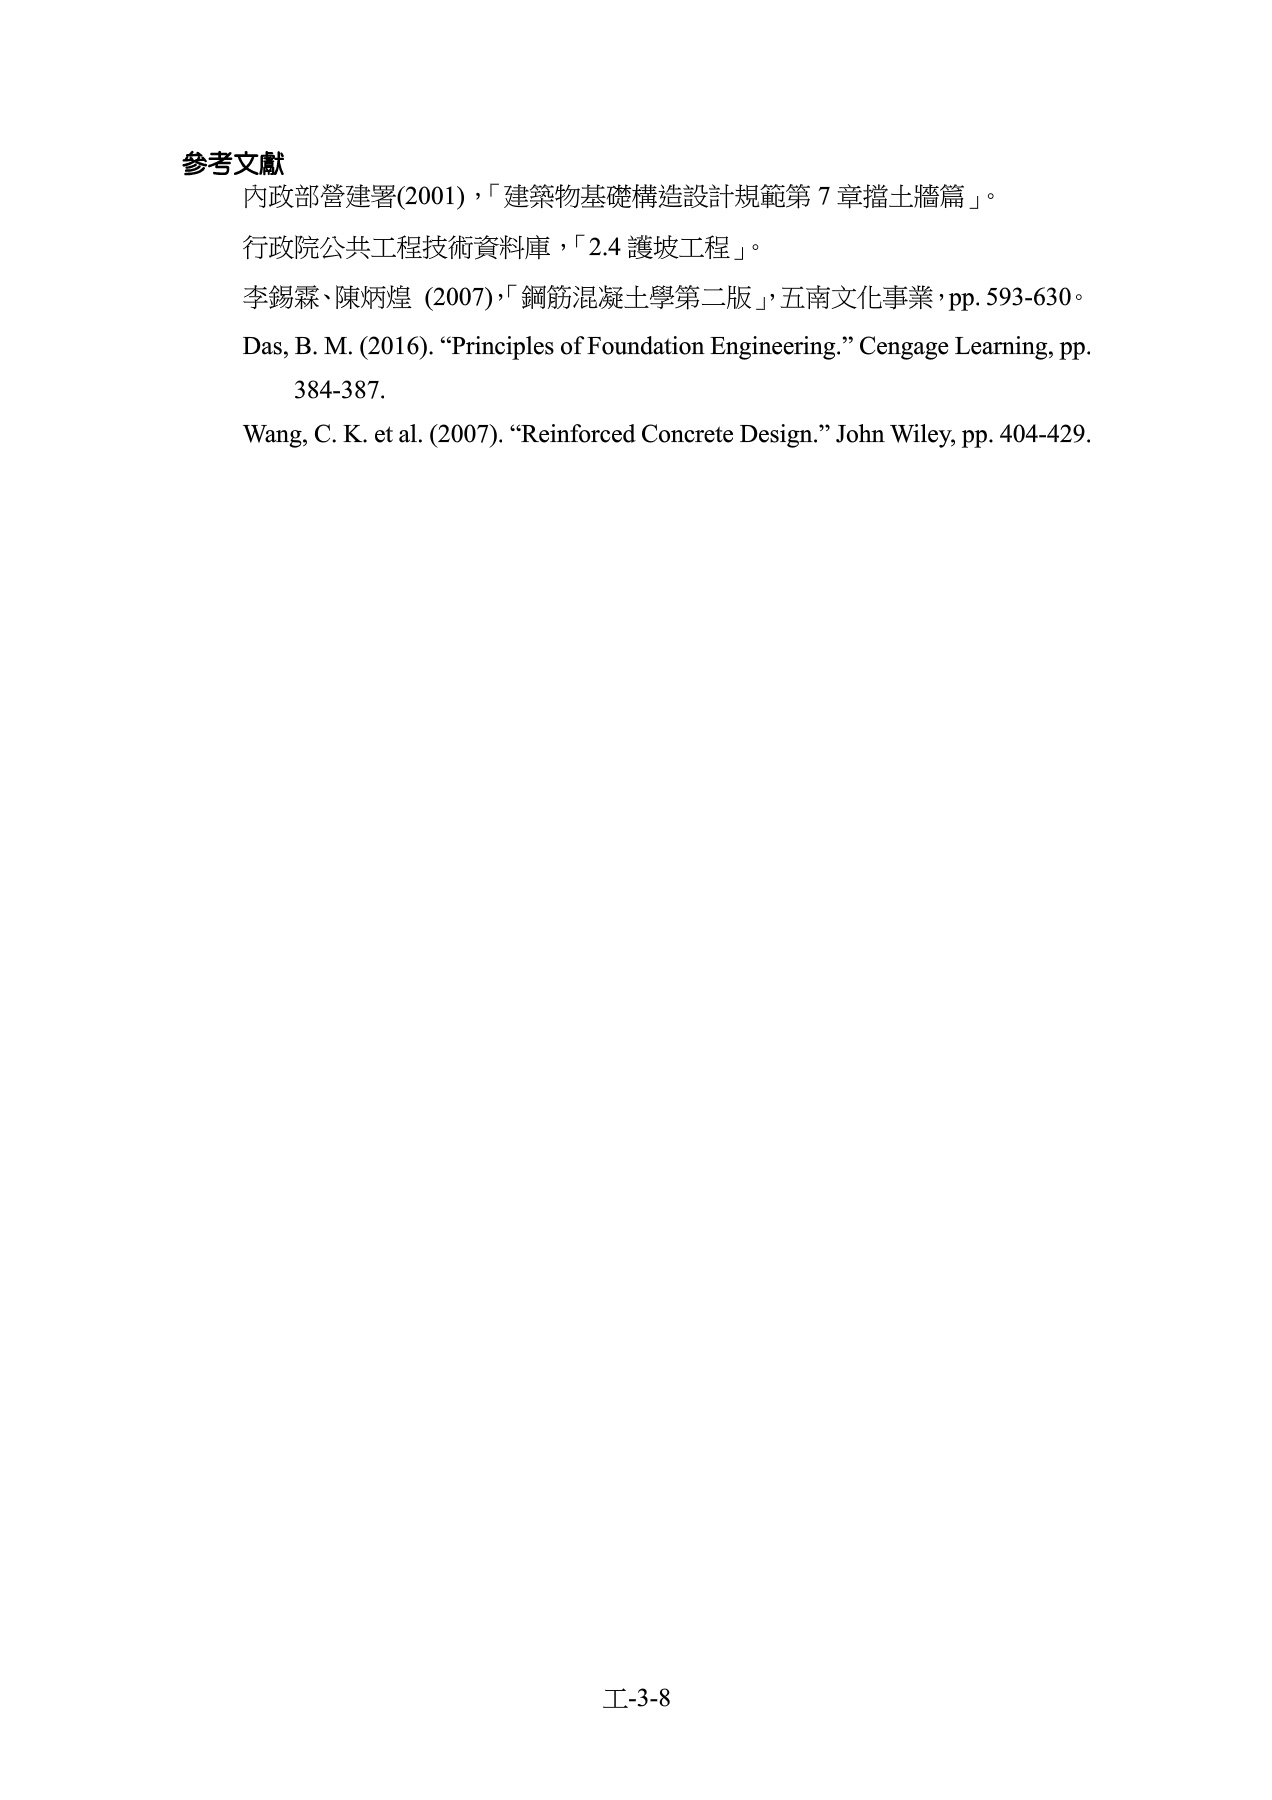 參考文獻
內政部營建署(2001)，「建築物基礎構造設計規範第 7 章擋土牆篇」。
行政院公共工程技術資料庫，「2.4 護坡工程」。
李錫霖、陳炳煌 (2007)，「鋼筋混凝土學第二版」，五南文化事業，pp. 593-630。
Das, B. M. (2016). “Principles of Foundation Engineering.” Cengage Learning, pp.
384-387.
Wang, C. K. et al. (2007). “Reinforced Concrete Design.” John Wiley, pp. 404-429.
工-3-8